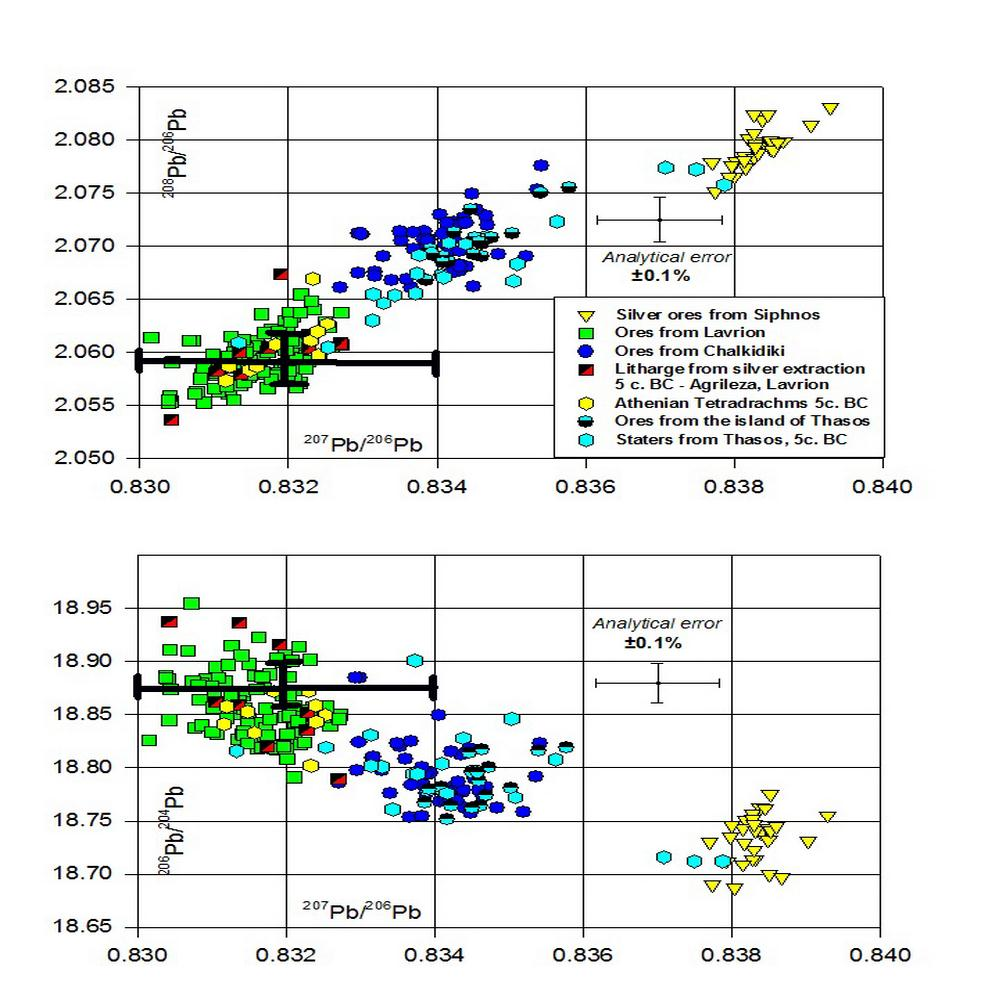 2.085
2.080
2.075
2.070
2.065
2.060
2.055
2.050
208Pb/206Pb
Analytical error
±0.1%
Silver ores from Siphnos
Ores from Lavrion
Ores from Chalkidiki
Litharge from silver extraction
5 c. BC - Agrileza, Lavrion
Athenian Tetradrachms 5c. BC
Ores from the island of Thasos
Staters from Thasos, 5c. BC
207Pb/206Pb
0.830 0.832 0.834 0.836 0.838 0.840
18.95
18.90
18.85
18.80
18.75
18.70
18.65
Analytical error
±0.1%
206Pb/204Pb
207Pb/206Pb
0.830 0.832 0.834 0.836 0.838 0.840